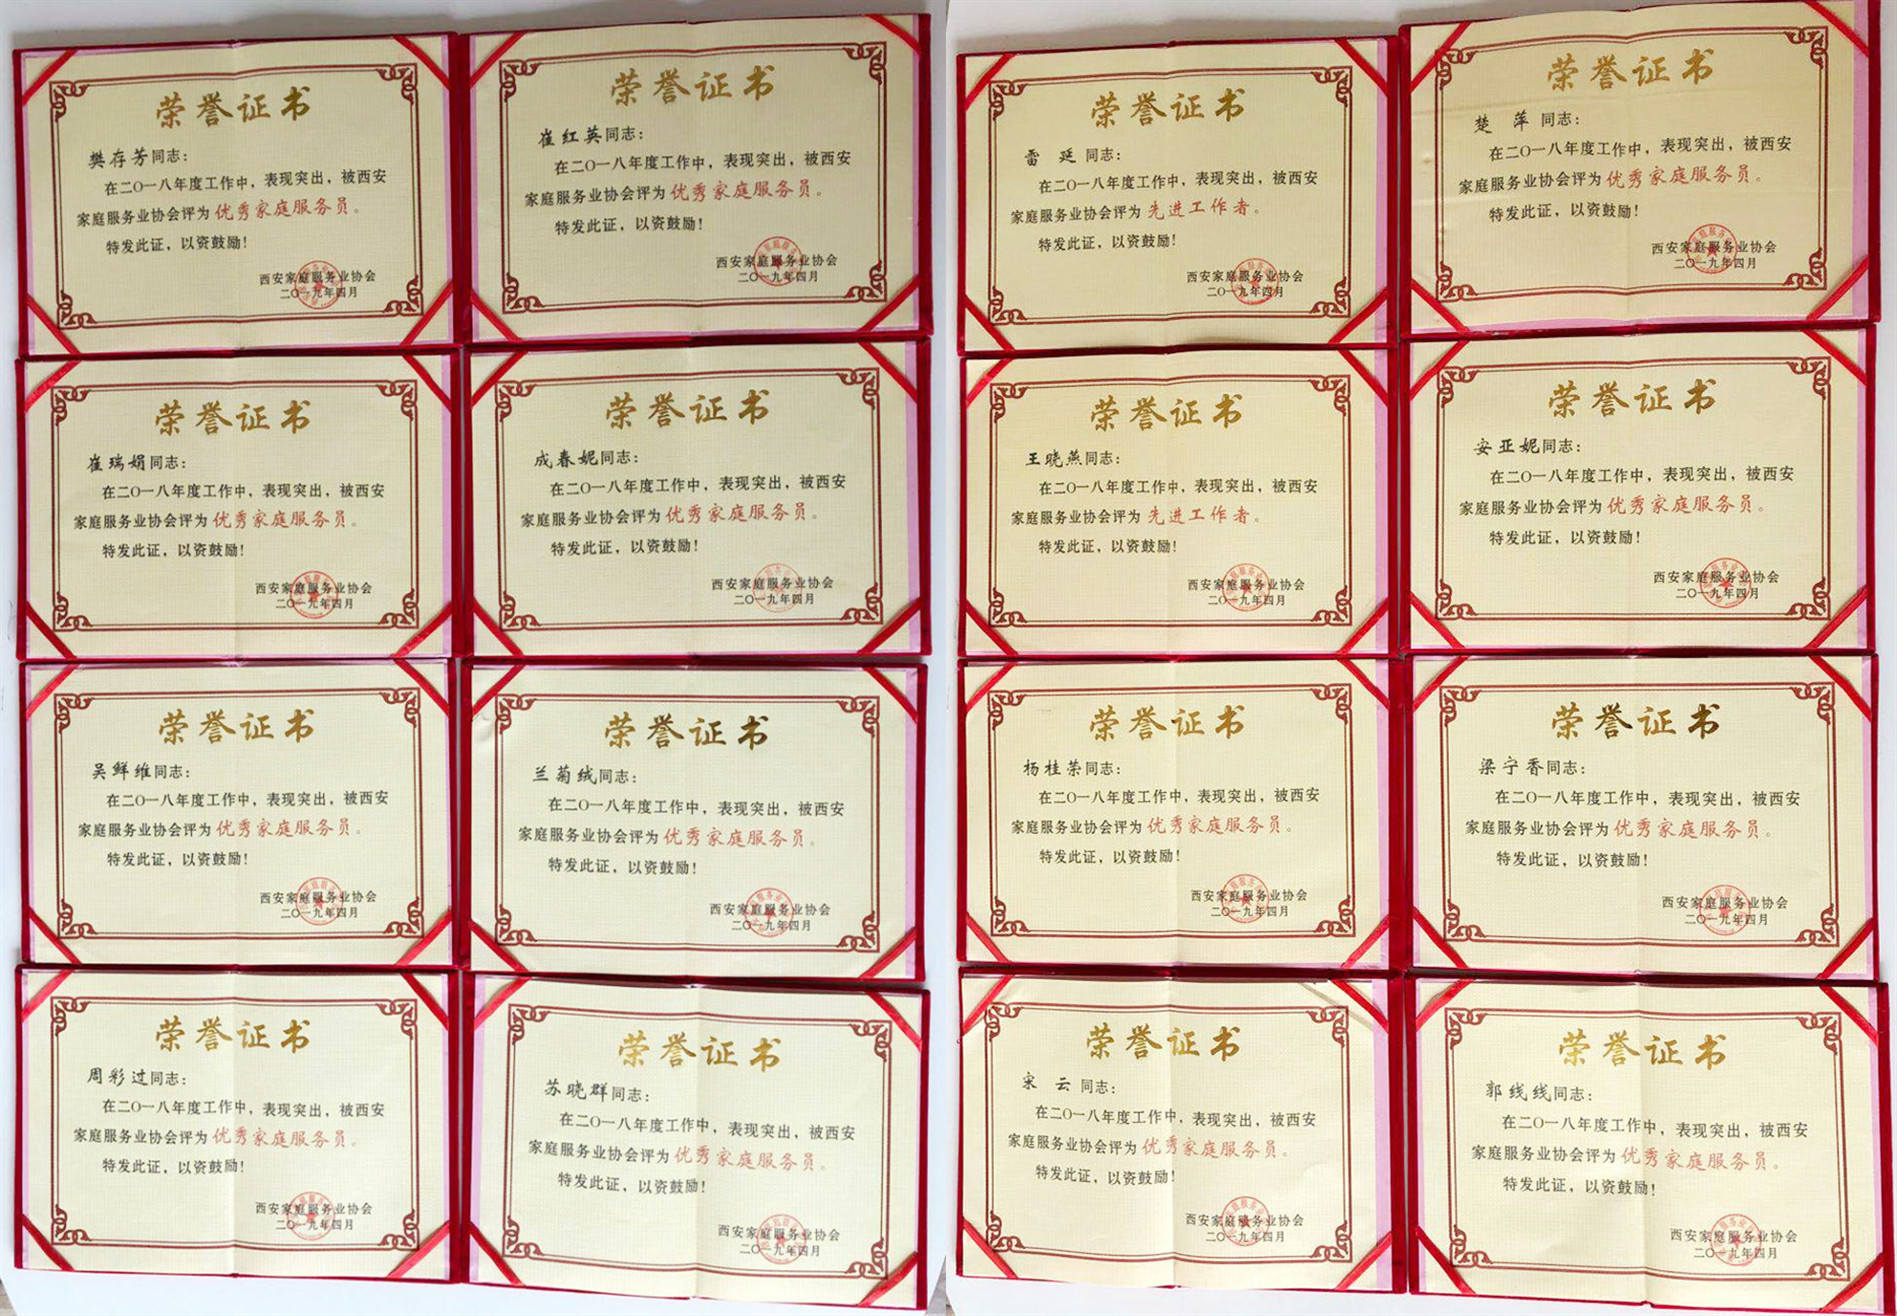 荣誉证书
樊存芳同志：
在二〇一八年度工作中，表现突出，被西安
家庭服务业协会评为优秀家庭服务员。
特发此证，以资鼓励！
西安家庭服务业协会
二〇一九年四月
荣誉证书
崔红英同志：
在二〇一八年度工作中，表现突出，被西安
家庭服务业协会评为优秀家庭服务员。
特发此证，以资鼓励！
西安家庭服务业协会
二〇一九年四月
荣誉证书
雷廷同志：
在二〇一八年度工作中，表现突出，被西安
家庭服务业协会评为先进工作者。
特发此证，以资鼓励！
西安家庭服务业协会
二〇一九年四月
荣誉证书
楚萍同志：
在二〇一八年度工作中，表现突出，被西安
家庭服务业协会评为优秀家庭服务员。
特发此证，以资鼓励！
西安家庭服务业协会
二〇一九年四月
荣誉证书
崔瑞娟同志：
在二〇一八年度工作中，表现突出，被西安
家庭服务业协会评为优秀家庭服务员。
特发此证，以资鼓励！
西安家庭服务业协会
二〇一九年四月
荣誉证书
成春妮同志：
在二〇一八年度工作中，表现突出，被西安
家庭服务业协会评为优秀家庭服务员。
特发此证，以资鼓励！
西安家庭服务业协会
二〇一九年四月
荣誉证书
王晓燕同志：
在二〇一八年度工作中，表现突出，被西安
家庭服务业协会评为先进工作者。
特发此证，以资鼓励！
西安家庭服务业协会
二〇一九年四月
荣誉证书
安亚妮同志：
在二〇一八年度工作中，表现突出，被西安
家庭服务业协会评为优秀家庭服务员。
特发此证，以资鼓励！
西安家庭服务业协会
二〇一九年四月
荣誉证书
吴鲜维同志：
在二〇一八年度工作中，表现突出，被西安
家庭服务业协会评为优秀家庭服务员。
特发此证，以资鼓励！
西安家庭服务业协会
二〇一九年四月
荣誉证书
兰菊绒同志：
在二〇一八年度工作中，表现突出，被西安
家庭服务业协会评为优秀家庭服务员。
特发此证，以资鼓励！
西安家庭服务业协会
二〇一九年四月
荣誉证书
杨桂荣同志：
在二〇一八年度工作中，表现突出，被西安
家庭服务业协会评为优秀家庭服务员。
特发此证，以资鼓励！
西安家庭服务业协会
二〇一九年四月
荣誉证书
梁宁香同志：
在二〇一八年度工作中，表现突出，被西安
家庭服务业协会评为优秀家庭服务员。
特发此证，以资鼓励！
西安家庭服务业协会
二〇一九年四月
荣誉证书
周彩过同志：
在二〇一八年度工作中，表现突出，被西安
家庭服务业协会评为优秀家庭服务员。
特发此证，以资鼓励！
西安家庭服务业协会
二〇一九年四月
荣誉证书
苏晓群同志：
在二〇一八年度工作中，表现突出，被西安
家庭服务业协会评为优秀家庭服务员。
特发此证，以资鼓励！
西安家庭服务业协会
二〇一九年四月
荣誉证书
宋云同志：
在二〇一八年度工作中，表现突出，被西安
家庭服务业协会评为优秀家庭服务员。
特发此证，以资鼓励！
西安家庭服务业协会
二〇一九年四月
荣誉证书
郭线线同志：
在二〇一八年度工作中，表现突出，被西安
家庭服务业协会评为优秀家庭服务员。
特发此证，以资鼓励！
西安家庭服务业协会
二〇一九年四月